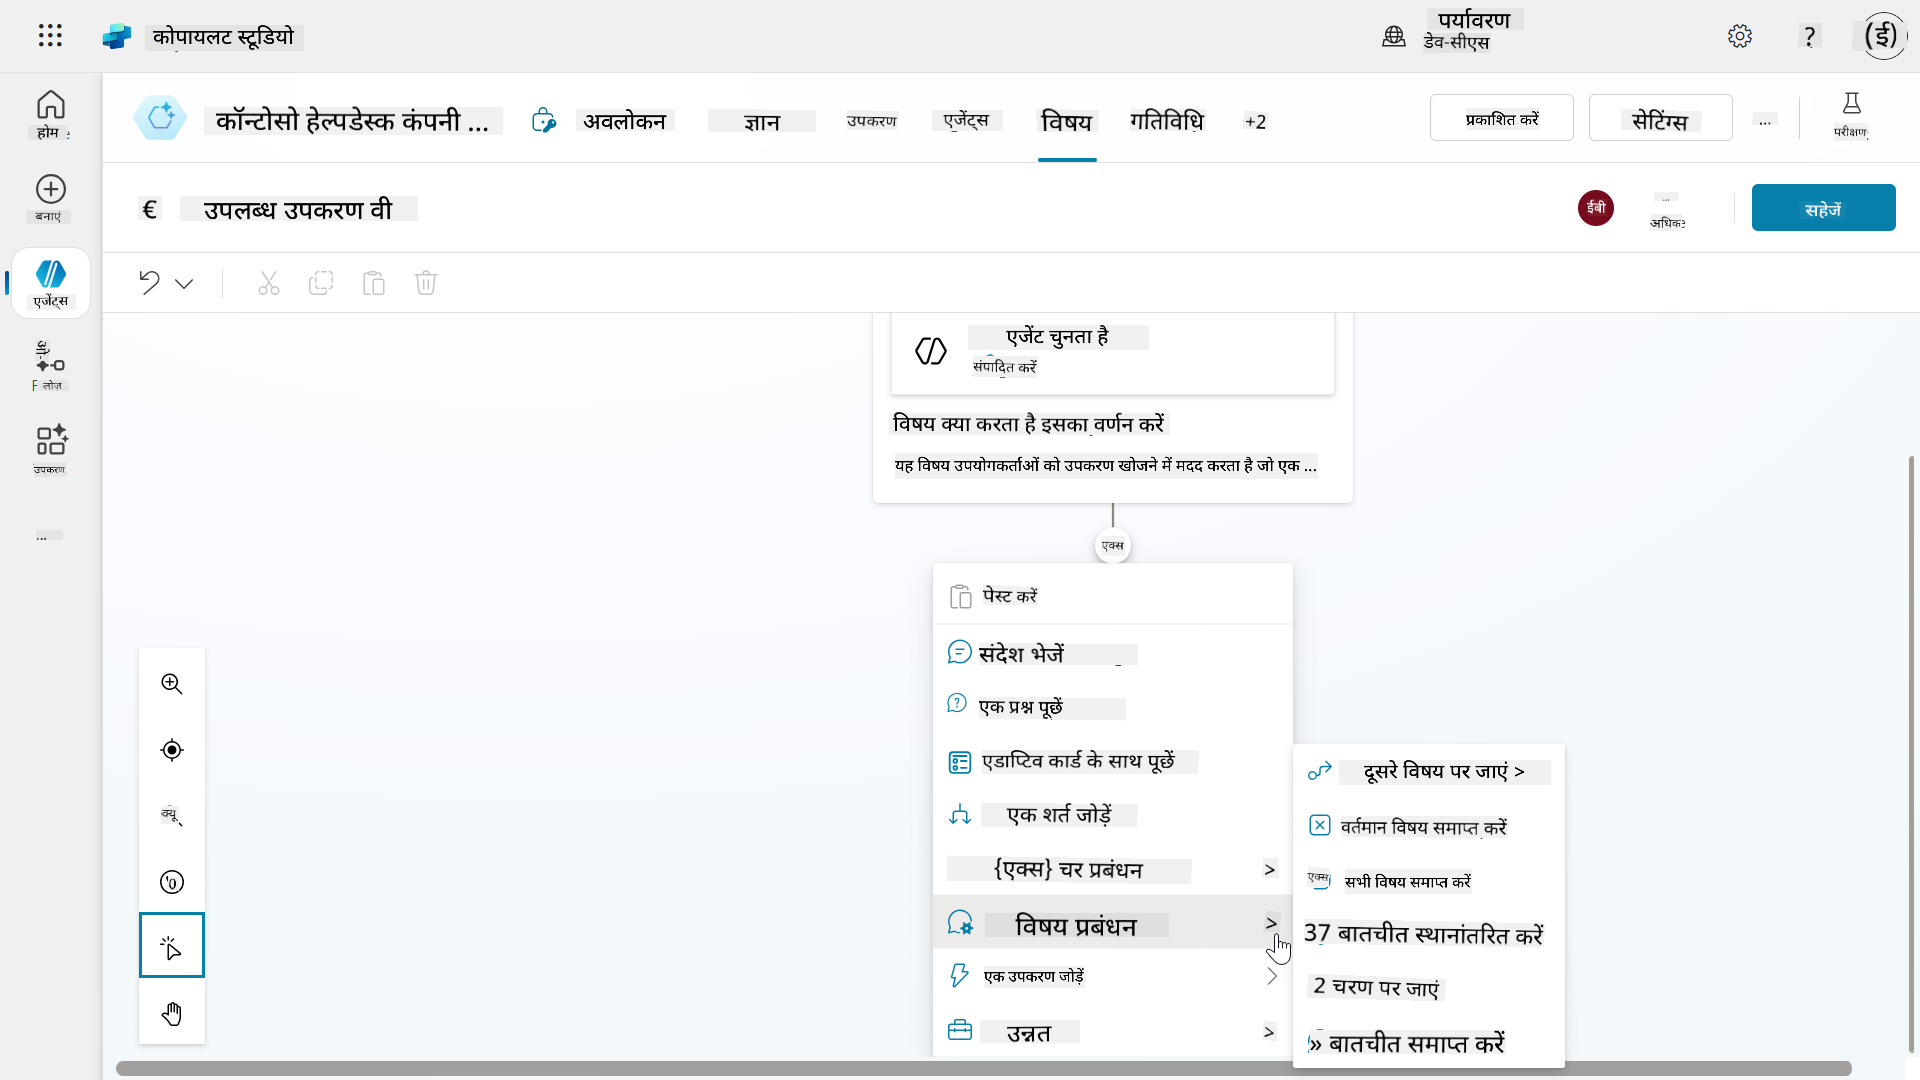 कोपायलट स्टूडियो
पर्यावरण
डेव-सीएस
?
(ई)
होम
बनाएं
एजेंट्स
लोज़
उपकरण
...
कॉन्टोसो हेल्पडेस्क कंपनी ...
अवलोकन
ज्ञान
उपकरण
एजेंट्स
विषय
गतिविधि
+2
प्रकाशित करें
सेटिंग्स
...
परीक्षण
€ उपलब्ध उपकरण वी
ईबी
...
अधिक
सहेजें
एजेंट चुनता है
संपादित करें
विषय क्या करता है इसका वर्णन करें
यह विषय उपयोगकर्ताओं को उपकरण खोजने में मदद करता है जो एक ...
एक्स
पेस्ट करें
संदेश भेजें
एक प्रश्न पूछें
एडाप्टिव कार्ड के साथ पूछें
एक शर्त जोड़ें
{एक्स} चर प्रबंधन >
विषय प्रबंधन >
एक उपकरण जोड़ें
उन्नत >
दूसरे विषय पर जाएं >
वर्तमान विषय समाप्त करें
एक्स सभी विषय समाप्त करें
37 बातचीत स्थानांतरित करें
2 चरण पर जाएं
» बातचीत समाप्त करें
क्यू